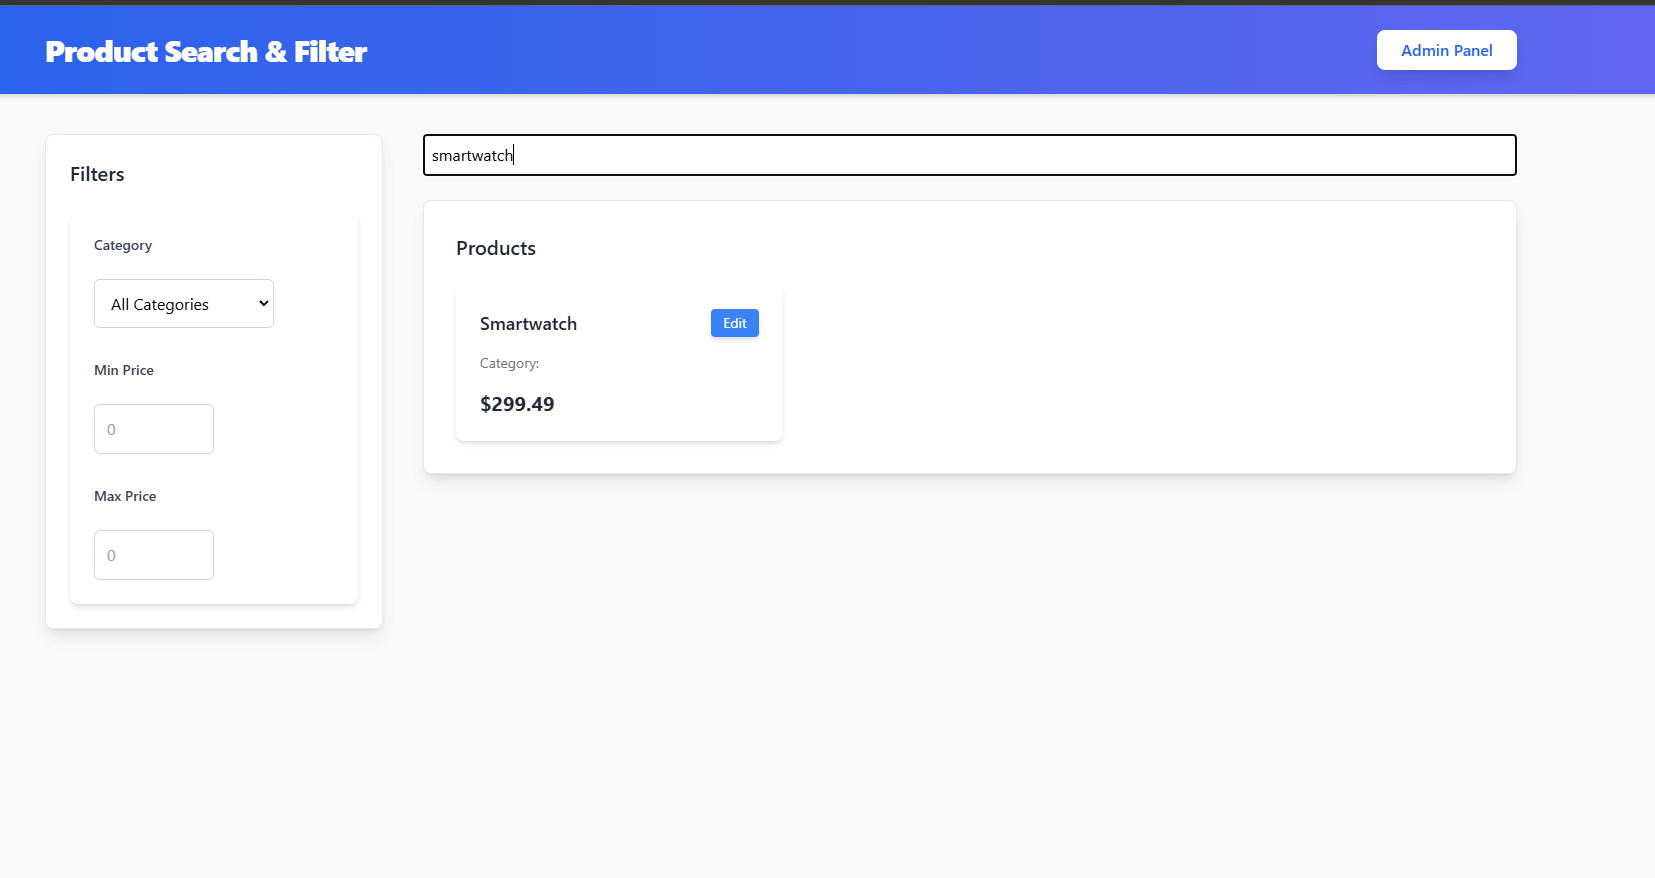 Product Search & Filter
Admin Panel
Filters
Category
All Categories
Min Price
0
Max Price
0
smartwatch
Products
Smartwatch
Edit
Category:
$299.49